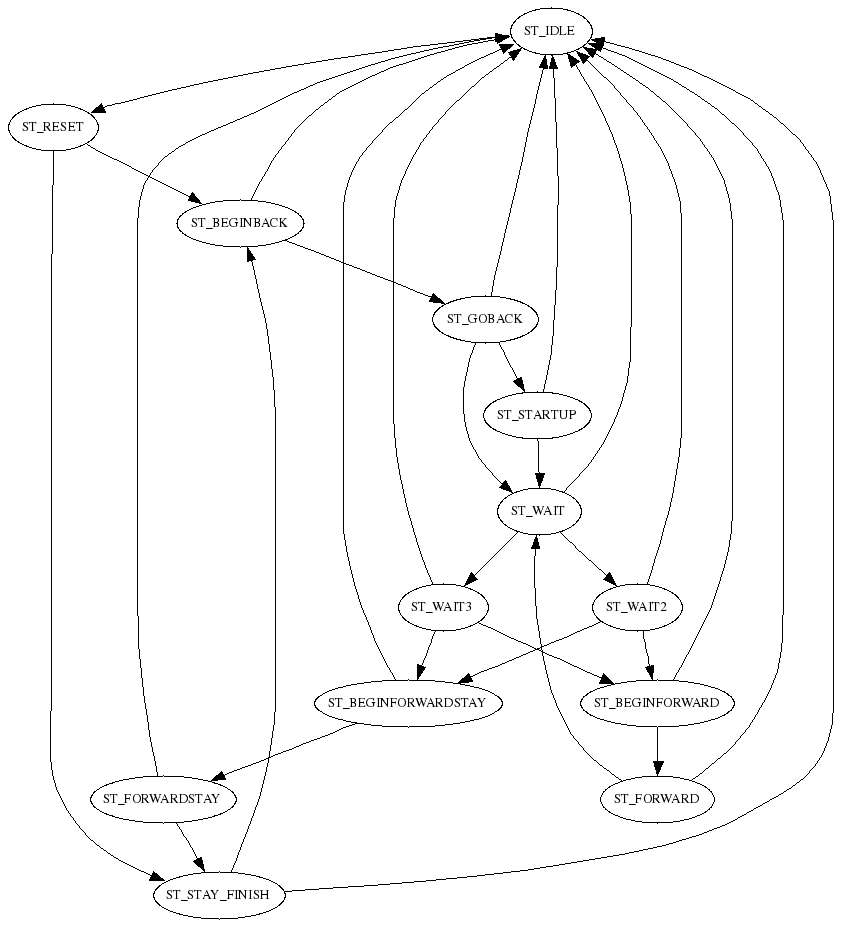 ST_IDLE
ST_RESET
ST_BEGINBACK
ST_GOBACK
ST_STARTUP
ST_WAIT
ST_WAIT3
ST_WAIT2
ST_BEGINFORWARDSTAY
ST_BEGINFORWARD
ST_FORWARDSTAY
ST_FORWARD
ST_STAY_FINISH